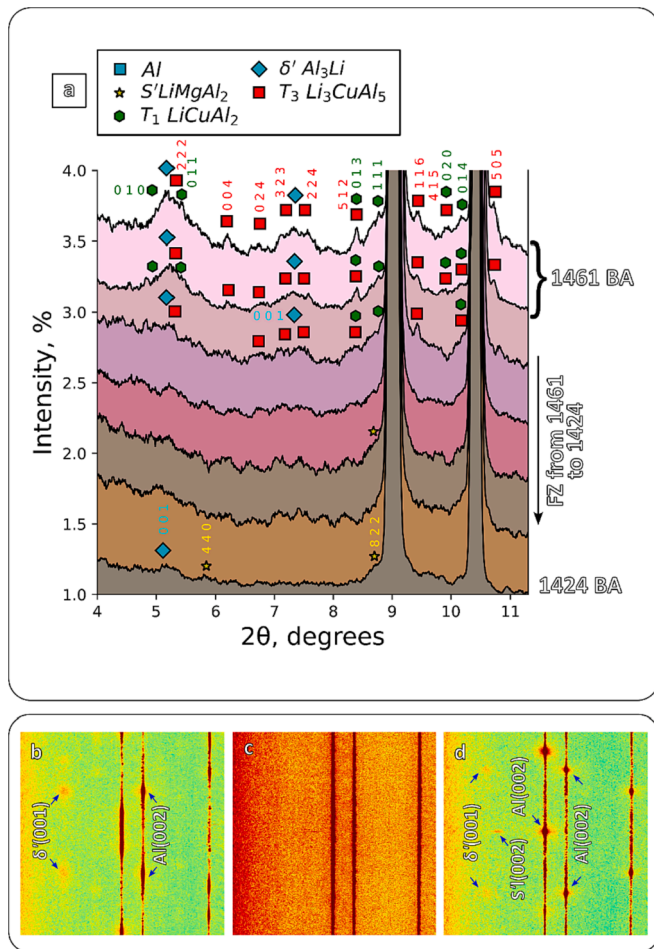 a
Al
S'LiMgAl₂
T₁ LiCuAl₂
δ' Al₃Li
T₃ Li₃CuAl₅
Intensity, %
4.0
3.5
3.0
2.5
2.0
1.5
1.0
0 1 0
2 2 2
0 1 1
0 0 4
0 2 4
3 2 3
2 2 4
5 1 2
0 1 3
1 1 1
1 1 6
4 1 5
0 2 0
0 1 4
5 0 5
0 0 1
0 0 1
4 4 0
8 2 2
1461 BA
FZ from 1461
to 1424
1424 BA
4 5 6 7 8 9 10 11
2θ, degrees
b
δ'(001)
Al(002)
c
d
δ'(001)
S'(002)
Al(002)
Al(002)